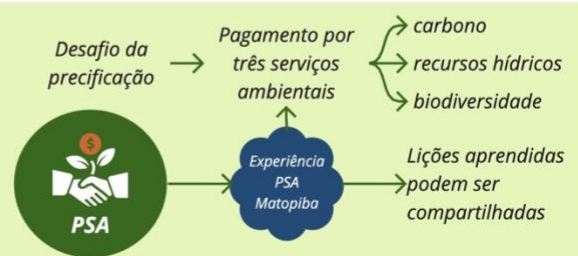 Desafio da
precificação
Pagamento por
três serviços
ambientais
carbono
recursos hídricos
biodiversidade
$
PSA
Experiência
PSA
Matopiba
Lições aprendidas
podem ser
compartilhadas